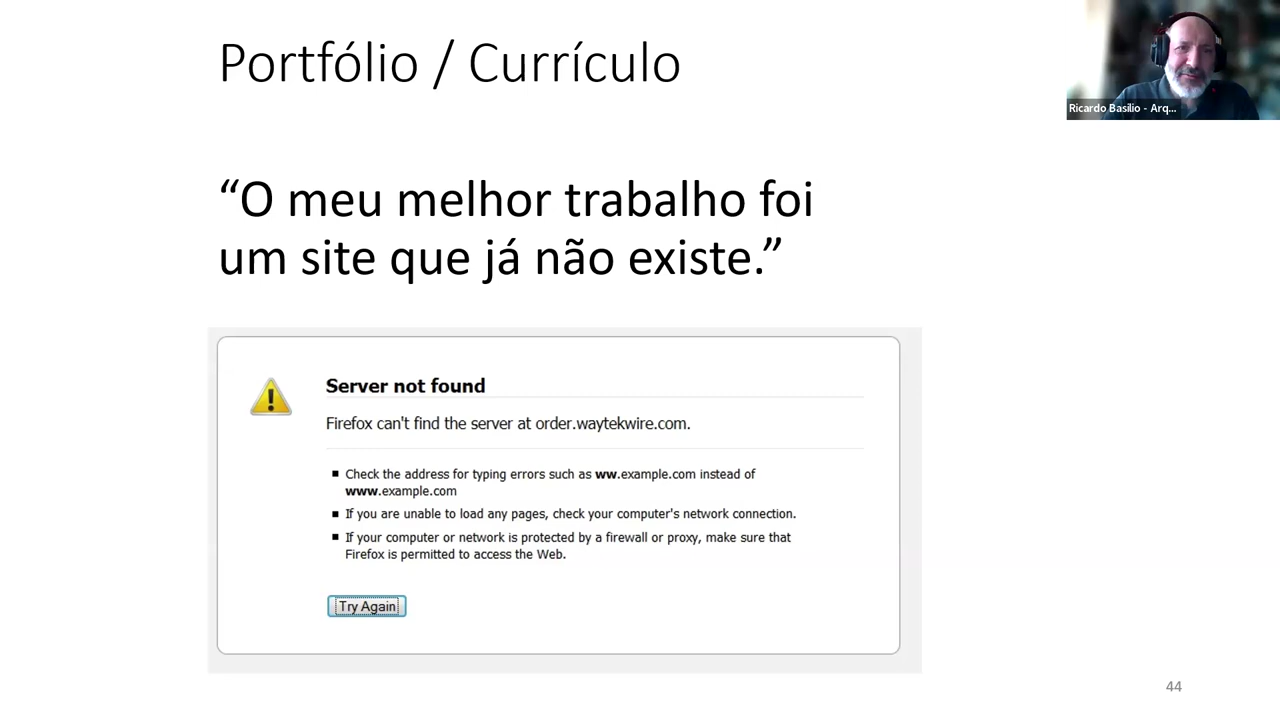 Portfólio / Currículo
Ricardo Basílio - Arq...
“O meu melhor trabalho foi
um site que já não existe.”
Server not found
Firefox can't find the server at order.waytekwire.com.
Check the address for typing errors such as ww.example.com instead of
www.example.com
If you are unable to load any pages, check your computer's network connection.
If your computer or network is protected by a firewall or proxy, make sure that
Firefox is permitted to access the Web.
Try Again
44